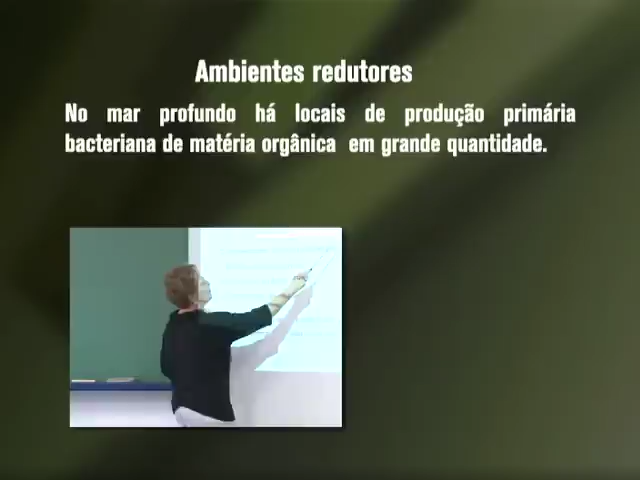 Ambientes redutores
No mar profundo há locais de produção primária
bacteriana de matéria orgânica em grande quantidade.